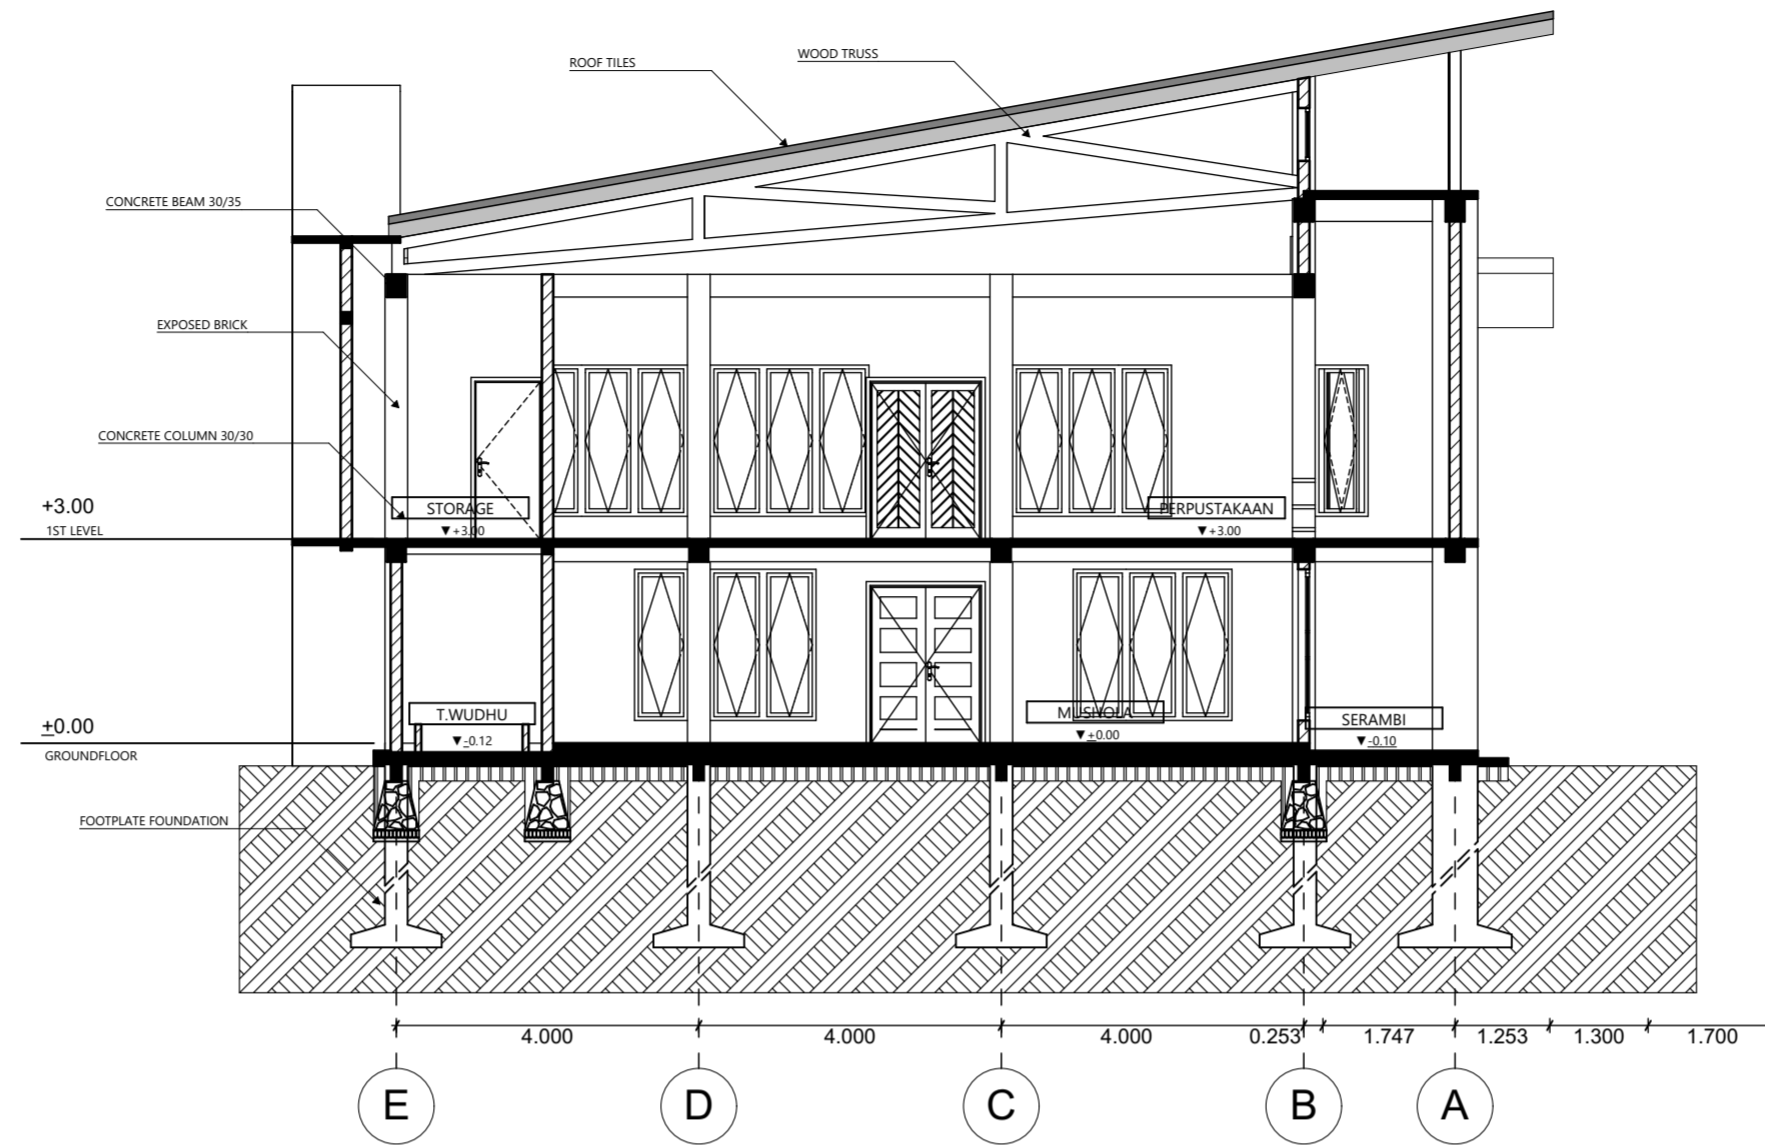 WOOD TRUSS
ROOF TILES
CONCRETE BEAM 30/35
EXPOSED BRICK
CONCRETE COLUMN 30/30
+3.00
1ST LEVEL
STORAGE
▼+3.00
PERPUSTAKAAN
▼+3.00
±0.00
GROUNDFLOOR
T.WUDHU
▼-0.12
MUSHOLA
▼±0.00
SERAMBI
▼-0.10
FOOTPLATE FOUNDATION
4.000 4.000 4.000 0.253 1.747 1.253 1.300 1.700
E D C B A